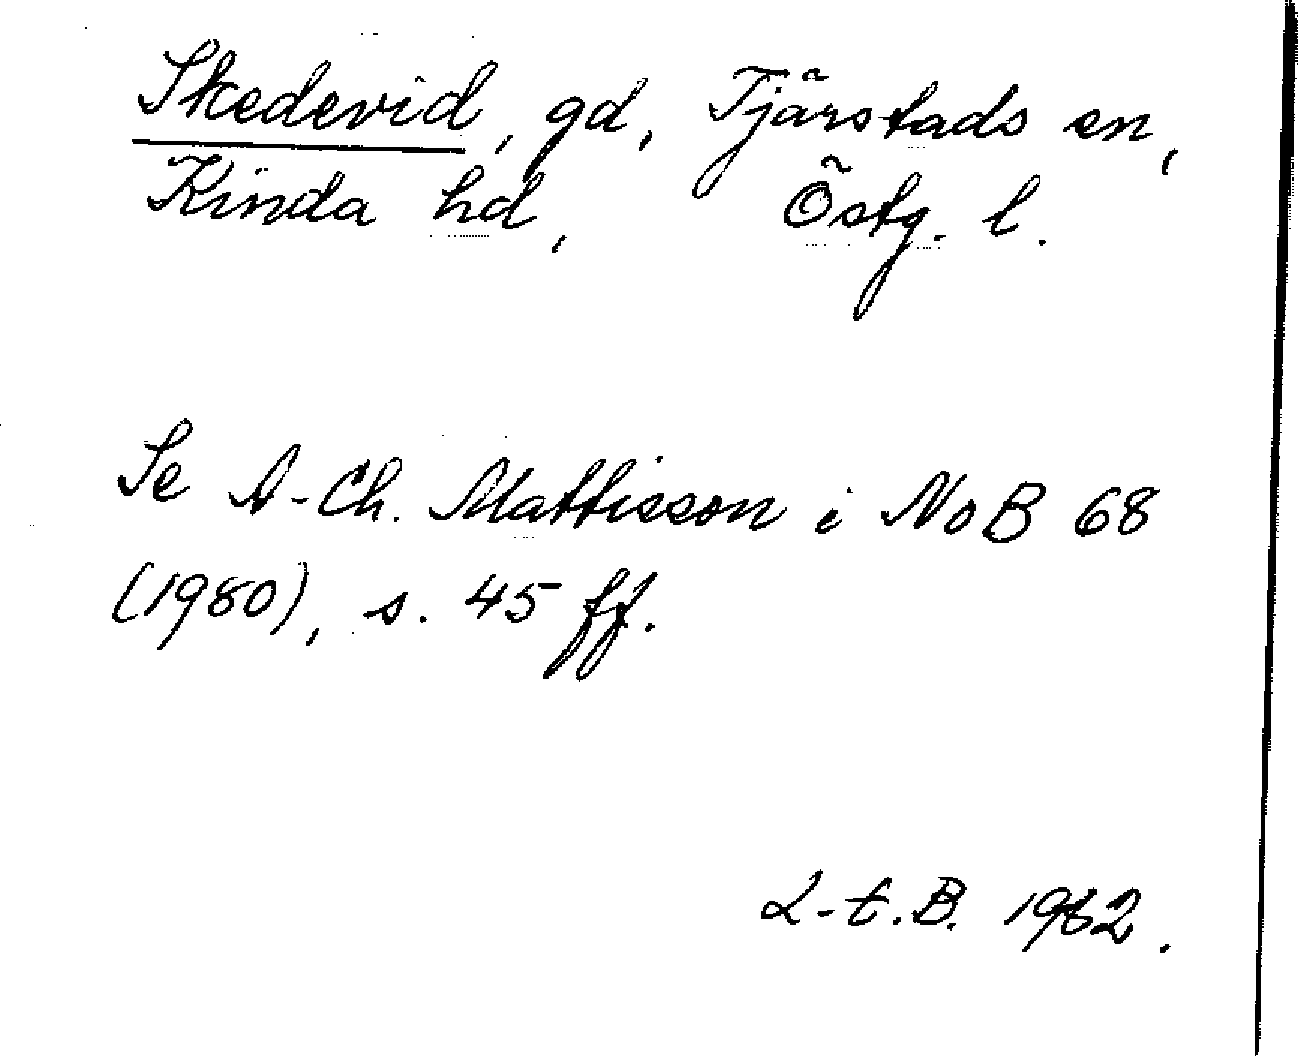 Skedevid, gd, Tjärstads sn,
Kinda hd, Östg. l.
Se A-Ch. Mattisson i NoB 68
(1980), s. 45 ff.
L-E.B. 1982.